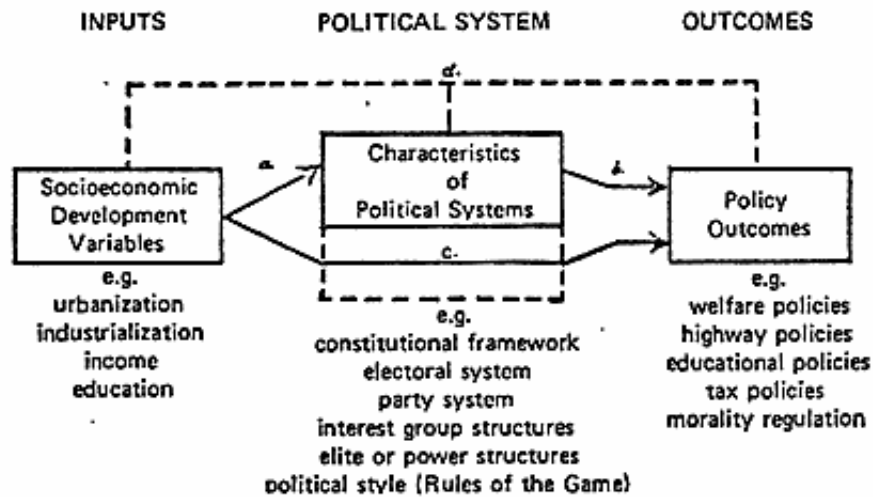 INPUTS
POLITICAL SYSTEM
OUTCOMES
d.
a
Characteristics
of
Political Systems
b
Socioeconomic
Development
Variables
c.
Policy
Outcomes
e.g.
urbanization
industrialization
income
education
e.g.
constitutional framework
electoral system
party system
interest group structures
elite or power structures
political style (Rules of the Game)
e.g.
welfare policies
highway policies
educational policies
tax policies
morality regulation